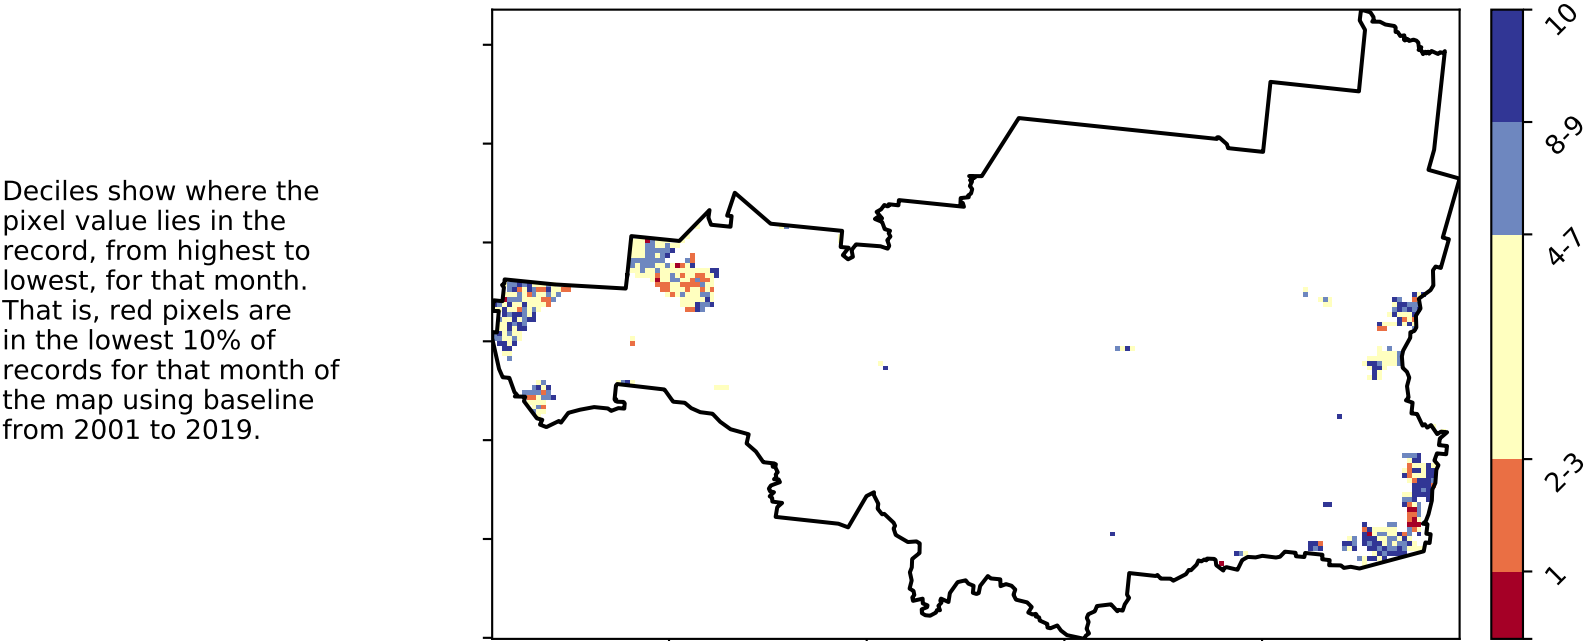 Deciles show where the
pixel value lies in the
record, from highest to
lowest, for that month.
That is, red pixels are
in the lowest 10% of
records for that month of
the map using baseline
from 2001 to 2019.
10
8-9
4-7
2-3
1